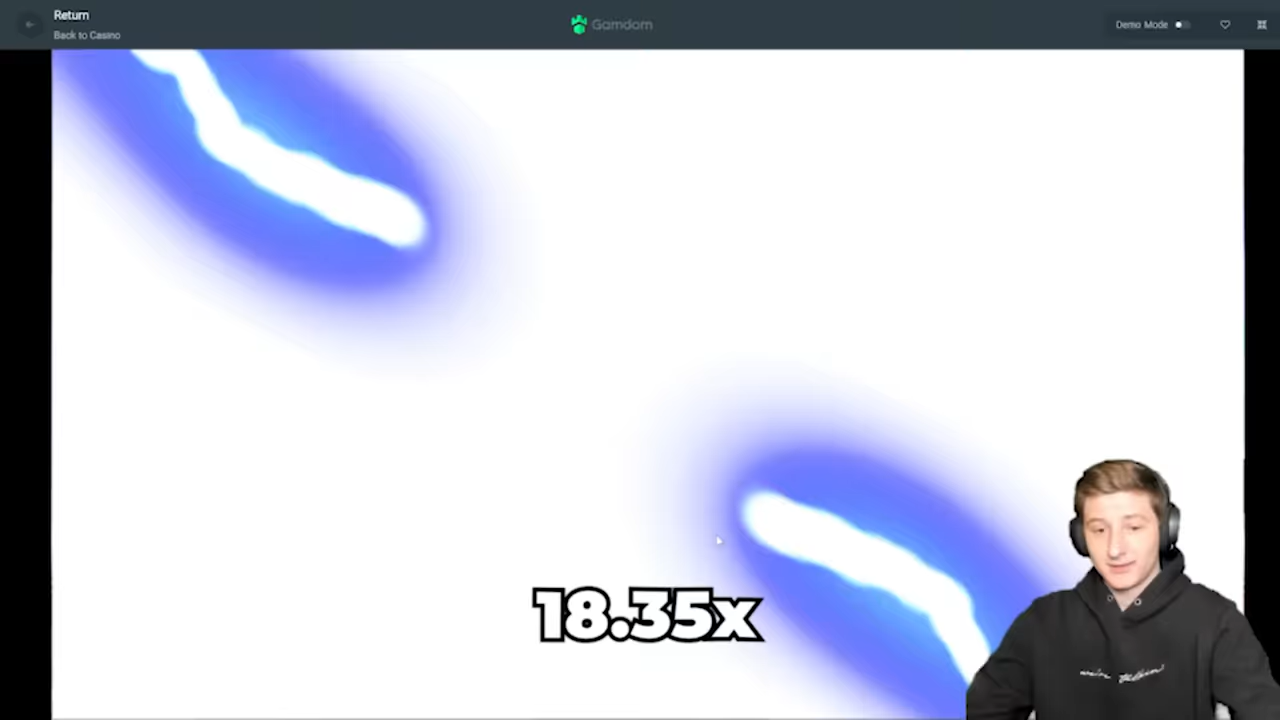 Return
Back to Casino
Gamdom
Demo Mode
18.35x